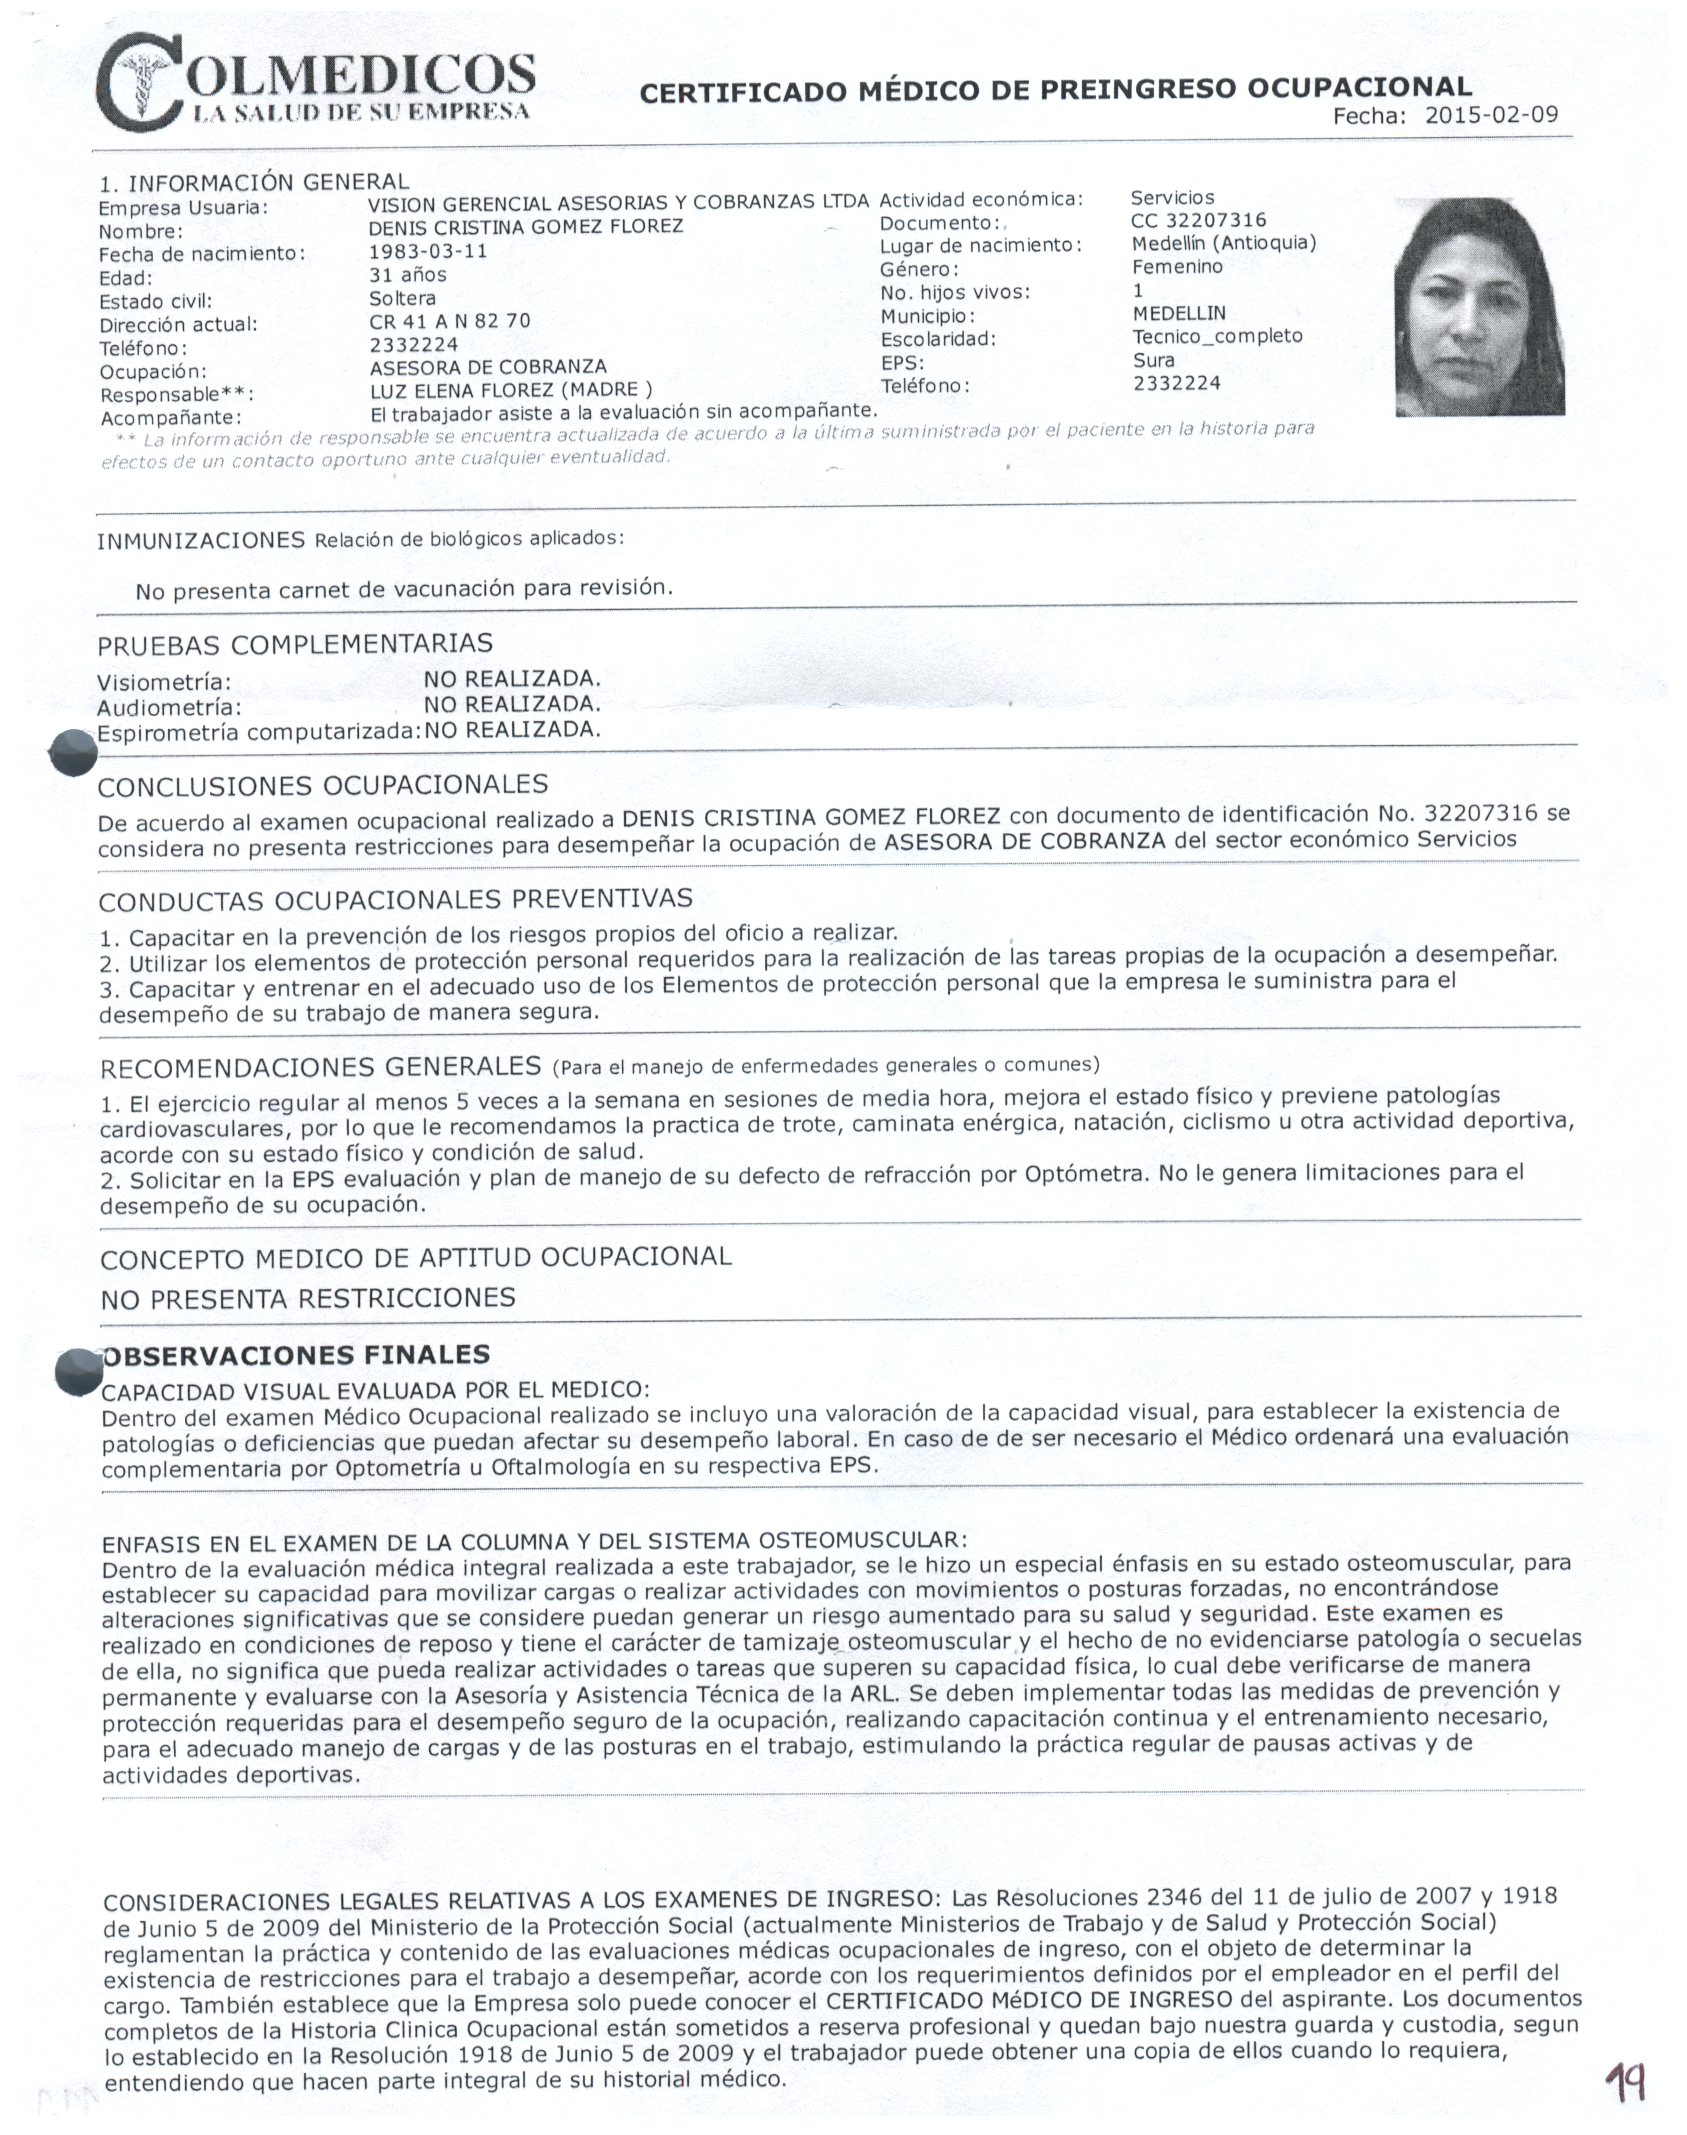 COLMEDICOS
LA SALUD DE SU EMPRESA
CERTIFICADO MÉDICO DE PREINGRESO OCUPACIONAL
Fecha: 2015-02-09
1. INFORMACIÓN GENERAL
Empresa Usuaria: VISION GERENCIAL ASESORIAS Y COBRANZAS LTDA Actividad económica: Servicios
Nombre: DENIS CRISTINA GOMEZ FLOREZ Documento: CC 32207316
Fecha de nacimiento: 1983-03-11 Lugar de nacimiento: Medellín (Antioquia)
Edad: 31 años Género: Femenino
Estado civil: Soltera No. hijos vivos: 1
Dirección actual: CR 41 A N 82 70 Municipio: MEDELLIN
Teléfono: 2332224 Escolaridad: Tecnico_completo
Ocupación: ASESORA DE COBRANZA EPS: Sura
Responsable**: LUZ ELENA FLOREZ (MADRE ) Teléfono: 2332224
Acompañante: El trabajador asiste a la evaluación sin acompañante.
** La información de responsable se encuentra actualizada de acuerdo a la última suministrada por el paciente en la historia para
efectos de un contacto oportuno ante cualquier eventualidad.
INMUNIZACIONES Relación de biológicos aplicados:
No presenta carnet de vacunación para revisión.
PRUEBAS COMPLEMENTARIAS
Visiometría: NO REALIZADA.
Audiometría: NO REALIZADA.
Espirometría computarizada: NO REALIZADA.
CONCLUSIONES OCUPACIONALES
De acuerdo al examen ocupacional realizado a DENIS CRISTINA GOMEZ FLOREZ con documento de identificación No. 32207316 se
considera no presenta restricciones para desempeñar la ocupación de ASESORA DE COBRANZA del sector económico Servicios
CONDUCTAS OCUPACIONALES PREVENTIVAS
1. Capacitar en la prevención de los riesgos propios del oficio a realizar.
2. Utilizar los elementos de protección personal requeridos para la realización de las tareas propias de la ocupación a desempeñar.
3. Capacitar y entrenar en el adecuado uso de los Elementos de protección personal que la empresa le suministra para el
desempeño de su trabajo de manera segura.
RECOMENDACIONES GENERALES (Para el manejo de enfermedades generales o comunes)
1. El ejercicio regular al menos 5 veces a la semana en sesiones de media hora, mejora el estado físico y previene patologías
cardiovasculares, por lo que le recomendamos la practica de trote, caminata enérgica, natación, ciclismo u otra actividad deportiva,
acorde con su estado físico y condición de salud.
2. Solicitar en la EPS evaluación y plan de manejo de su defecto de refracción por Optómetra. No le genera limitaciones para el
desempeño de su ocupación.
CONCEPTO MEDICO DE APTITUD OCUPACIONAL
NO PRESENTA RESTRICCIONES
OBSERVACIONES FINALES
CAPACIDAD VISUAL EVALUADA POR EL MEDICO:
Dentro del examen Médico Ocupacional realizado se incluyo una valoración de la capacidad visual, para establecer la existencia de
patologías o deficiencias que puedan afectar su desempeño laboral. En caso de de ser necesario el Médico ordenará una evaluación
complementaria por Optometría u Oftalmología en su respectiva EPS.
ENFASIS EN EL EXAMEN DE LA COLUMNA Y DEL SISTEMA OSTEOMUSCULAR:
Dentro de la evaluación médica integral realizada a este trabajador, se le hizo un especial énfasis en su estado osteomuscular, para
establecer su capacidad para movilizar cargas o realizar actividades con movimientos o posturas forzadas, no encontrándose
alteraciones significativas que se considere puedan generar un riesgo aumentado para su salud y seguridad. Este examen es
realizado en condiciones de reposo y tiene el carácter de tamizaje osteomuscular y el hecho de no evidenciarse patología o secuelas
de ella, no significa que pueda realizar actividades o tareas que superen su capacidad física, lo cual debe verificarse de manera
permanente y evaluarse con la Asesoría y Asistencia Técnica de la ARL. Se deben implementar todas las medidas de prevención y
protección requeridas para el desempeño seguro de la ocupación, realizando capacitación continua y el entrenamiento necesario,
para el adecuado manejo de cargas y de las posturas en el trabajo, estimulando la práctica regular de pausas activas y de
actividades deportivas.
CONSIDERACIONES LEGALES RELATIVAS A LOS EXAMENES DE INGRESO: Las Resoluciones 2346 del 11 de julio de 2007 y 1918
de Junio 5 de 2009 del Ministerio de la Protección Social (actualmente Ministerios de Trabajo y de Salud y Protección Social)
reglamentan la práctica y contenido de las evaluaciones médicas ocupacionales de ingreso, con el objeto de determinar la
existencia de restricciones para el trabajo a desempeñar, acorde con los requerimientos definidos por el empleador en el perfil del
cargo. También establece que la Empresa solo puede conocer el CERTIFICADO MéDICO DE INGRESO del aspirante. Los documentos
completos de la Historia Clinica Ocupacional están sometidos a reserva profesional y quedan bajo nuestra guarda y custodia, segun
lo establecido en la Resolución 1918 de Junio 5 de 2009 y el trabajador puede obtener una copia de ellos cuando lo requiera,
entendiendo que hacen parte integral de su historial médico.
19